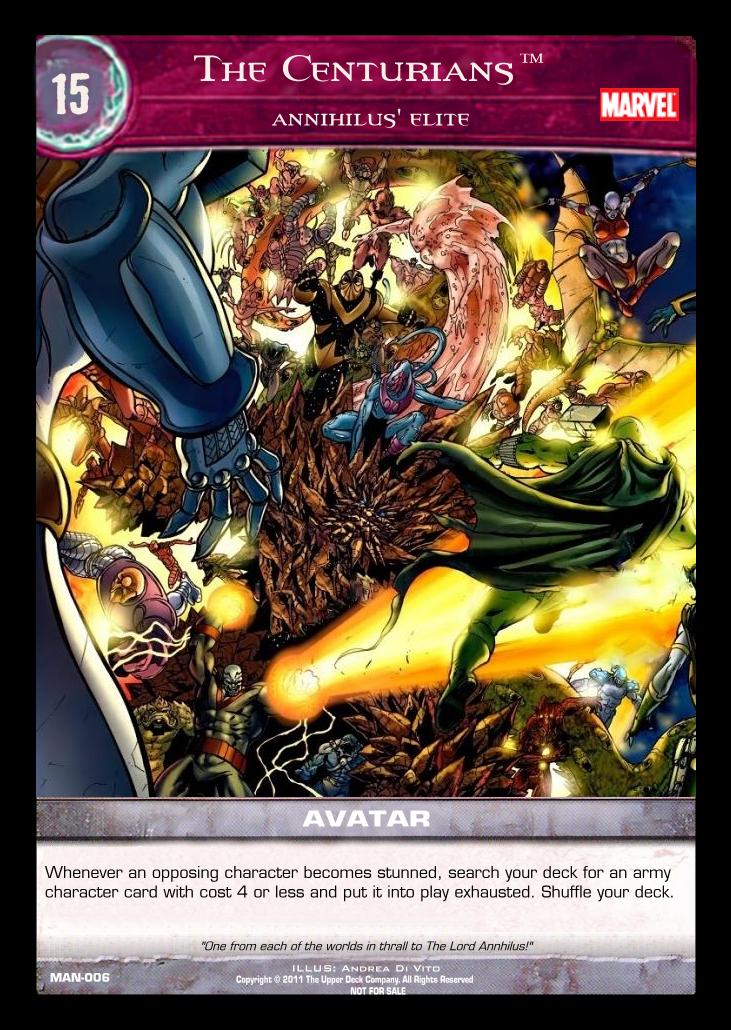 15
The Centurians™
Annihilus' Elite
MARVEL
AVATAR
Whenever an opposing character becomes stunned, search your deck for an army
character card with cost 4 or less and put it into play exhausted. Shuffle your deck.
"One from each of the worlds in thrall to The Lord Annhilus!"
ILLUS: Andrea Di Vito
MAN-006
Copyright © 2011 The Upper Deck Company. All Rights Reserved
NOT FOR SALE